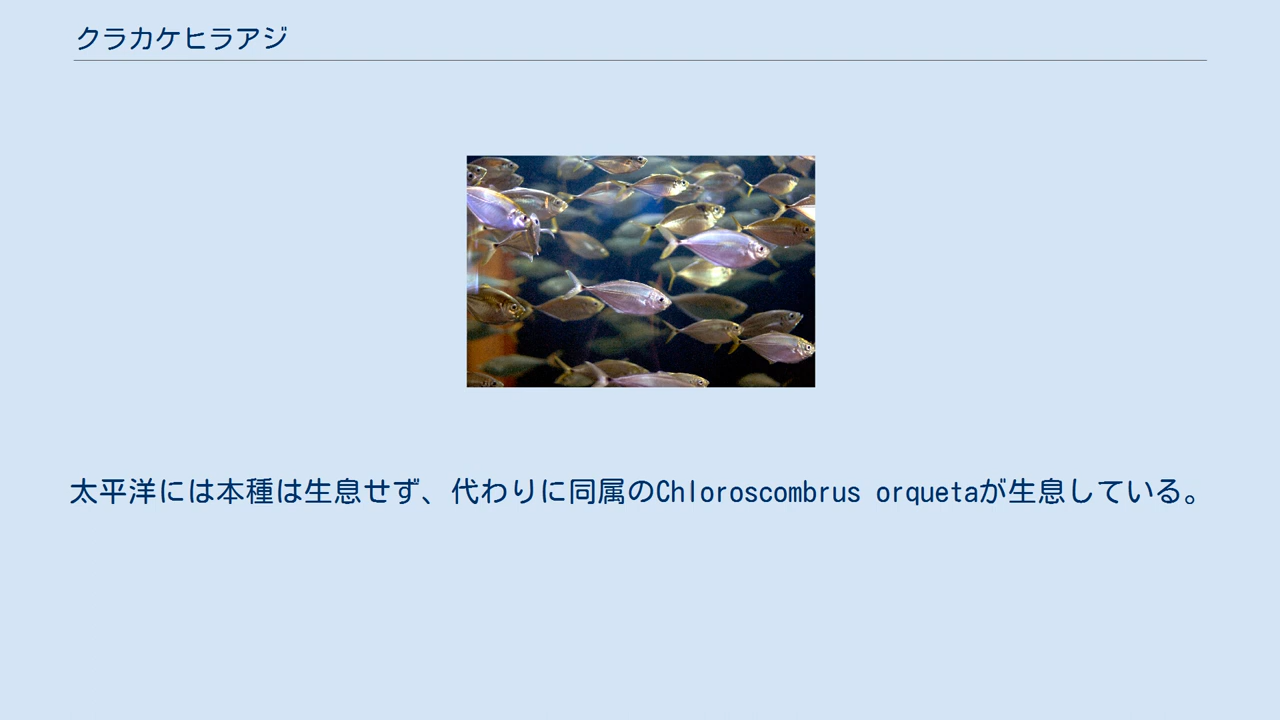 クラカケヒラアジ
太平洋には本種は生息せず、代わりに同属のChloroscombrus orquetaが生息している。